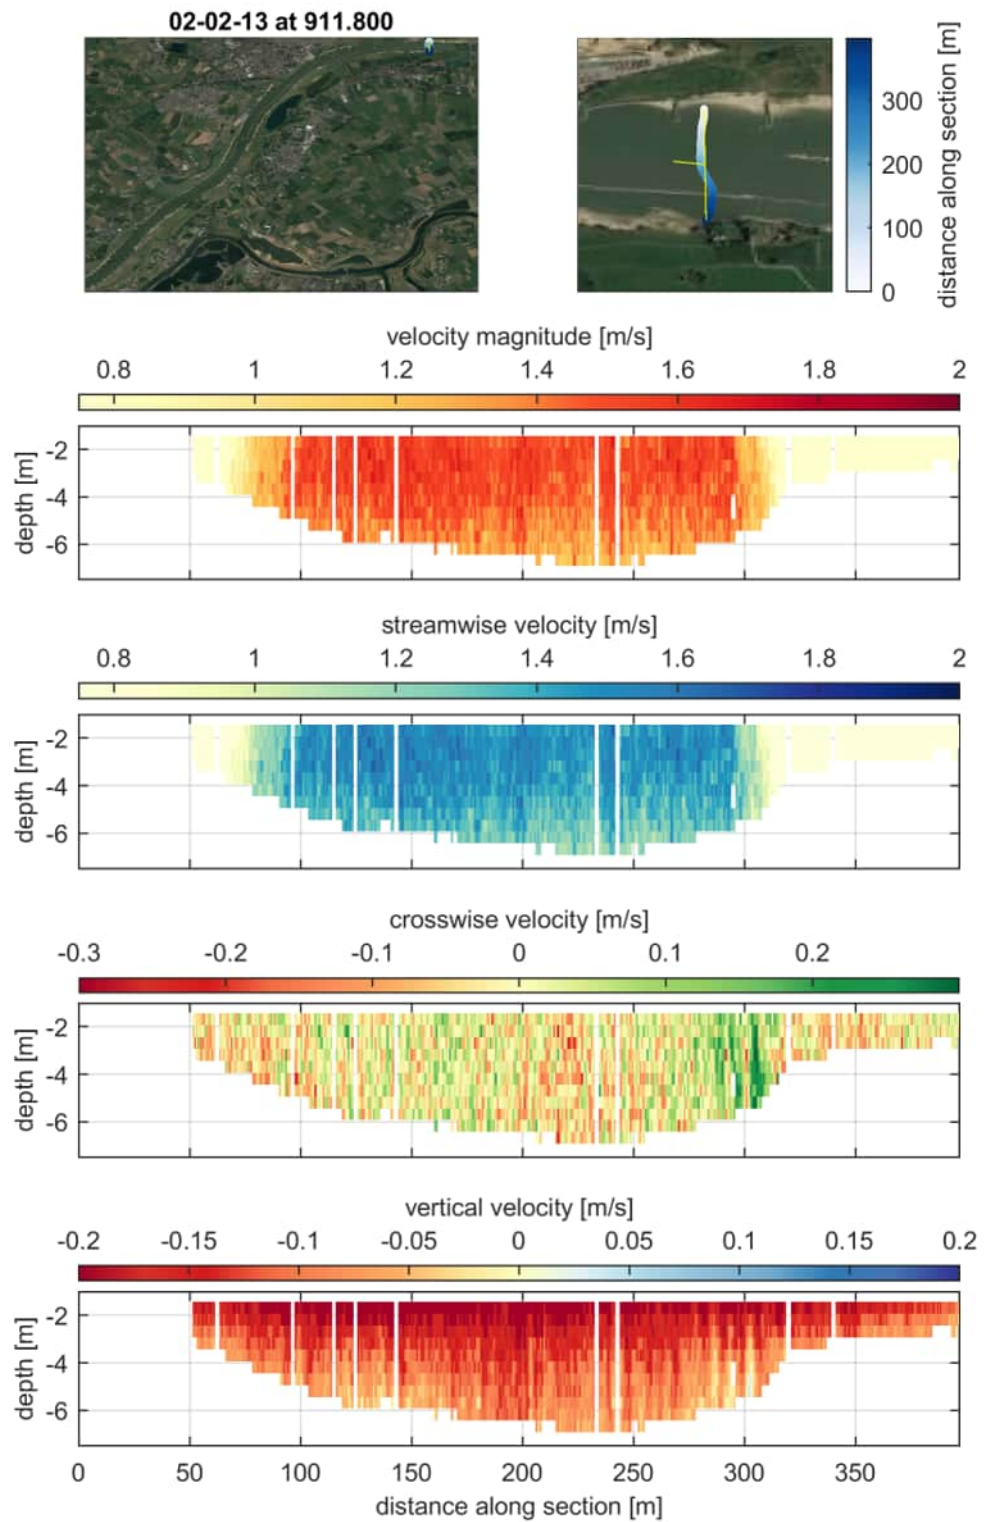 02-02-13 at 911.800
300
200
100
0
distance along section [m]
velocity magnitude [m/s]
0.8 1 1.2 1.4 1.6 1.8 2
-2
-4
-6
depth [m]
streamwise velocity [m/s]
0.8 1 1.2 1.4 1.6 1.8 2
-2
-4
-6
depth [m]
crosswise velocity [m/s]
-0.3 -0.2 -0.1 0 0.1 0.2
-2
-4
-6
depth [m]
vertical velocity [m/s]
-0.2 -0.15 -0.1 -0.05 0 0.05 0.1 0.15 0.2
-2
-4
-6
depth [m]
0 50 100 150 200 250 300 350
distance along section [m]